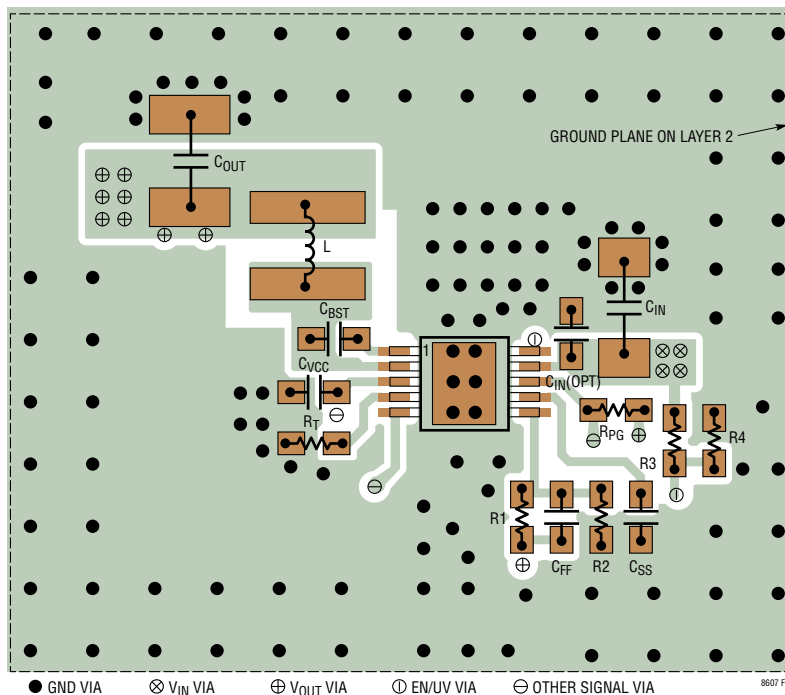 GROUND PLANE ON LAYER 2
COUT
L
CBST
CIN
1
CVCC
CIN(OPT)
RT
RPG
R3
R4
R1
CFF
R2
CSS
GND VIA
VIN VIA
VOUT VIA
EN/UV VIA
OTHER SIGNAL VIA
8607 F